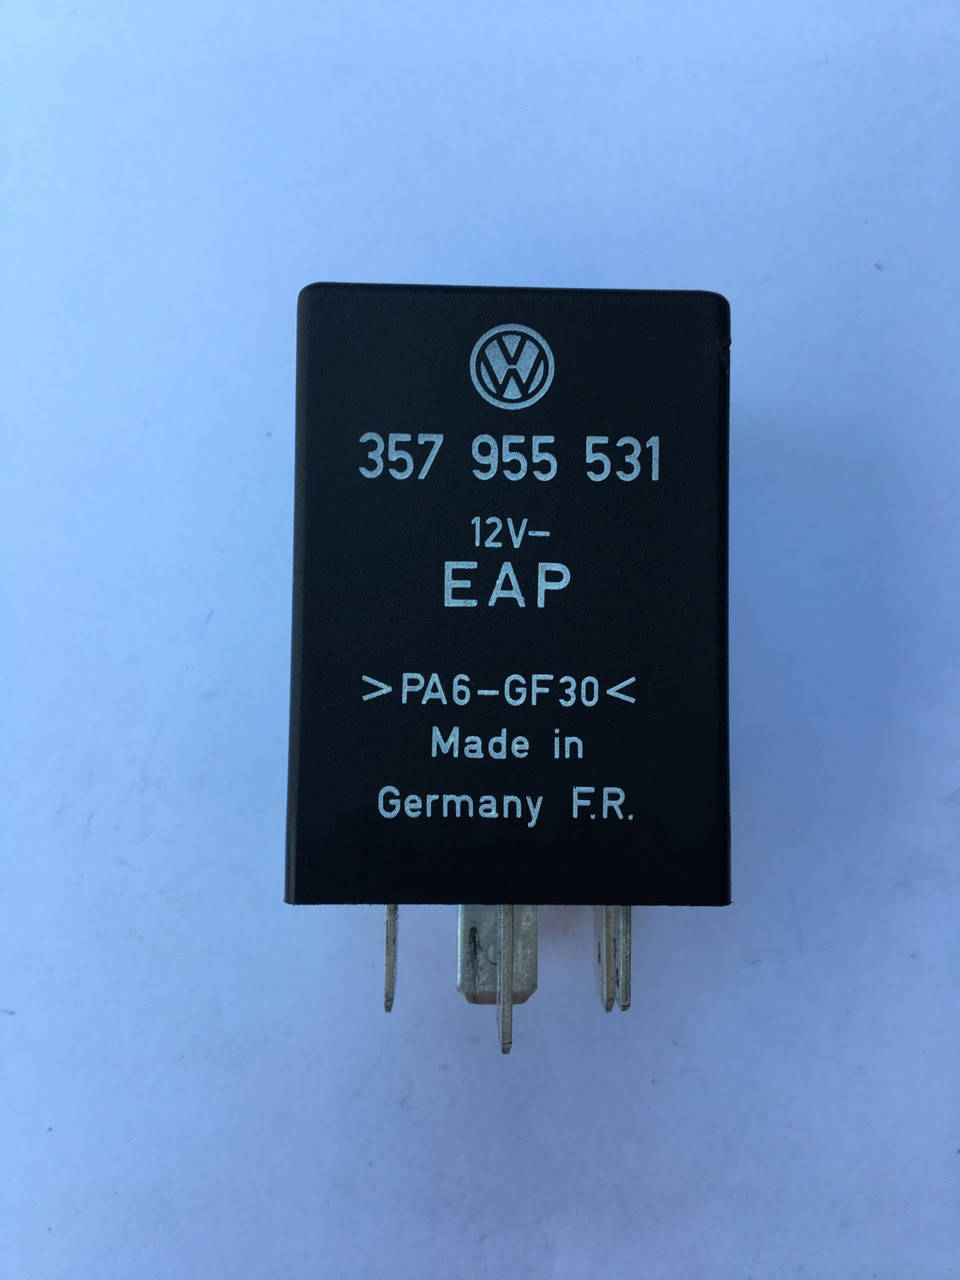 357 955 531
12V-
EAP
>PA6-GF30<
Made in
Germany F.R.